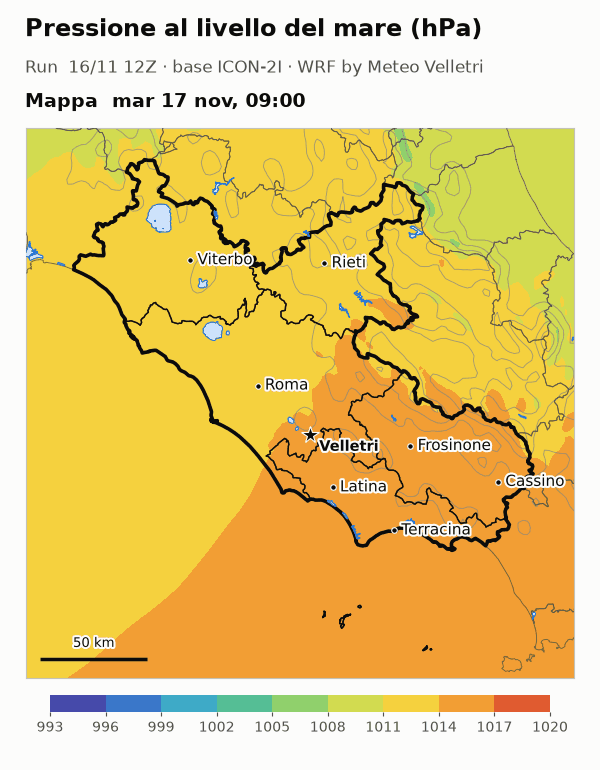 Pressione al livello del mare (hPa)
Run  16/11 12Z · base ICON-2I · WRF by Meteo Velletri
Mappa  mar 17 nov, 09:00
Viterbo
Rieti
Roma
Velletri
Frosinone
Latina
Cassino
Terracina
50 km
993 996 999 1002 1005 1008 1011 1014 1017 1020